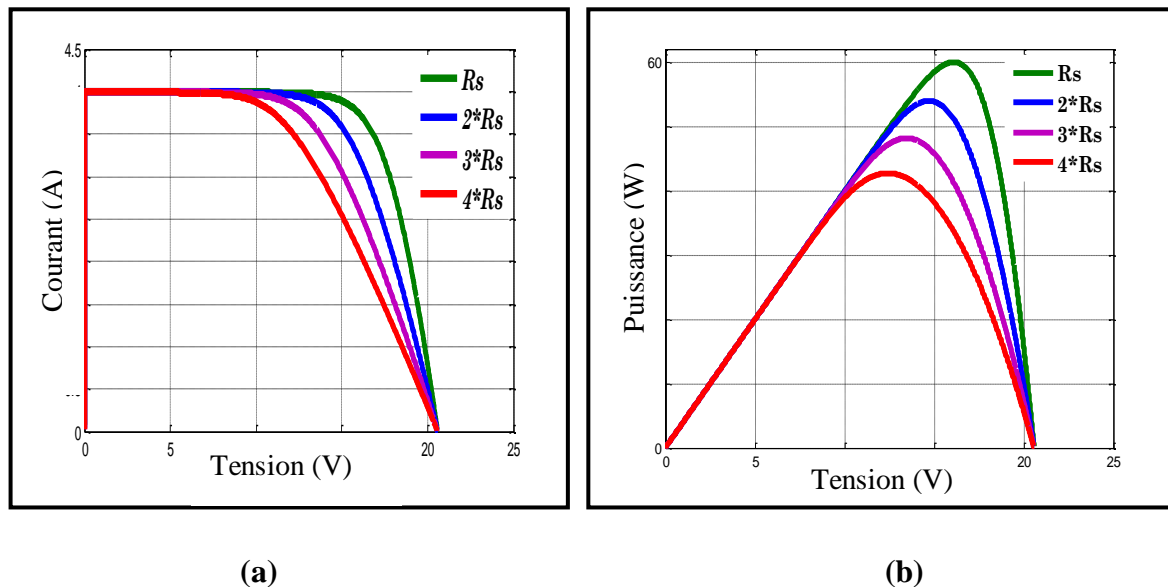 4.5
Rs
2*Rs
3*Rs
4*Rs
Courant (A)
0
0
5
20
25
Tension (V)
60
Rs
2*Rs
3*Rs
4*Rs
Puissance (W)
0
0
5
20
25
Tension (V)
(a)
(b)